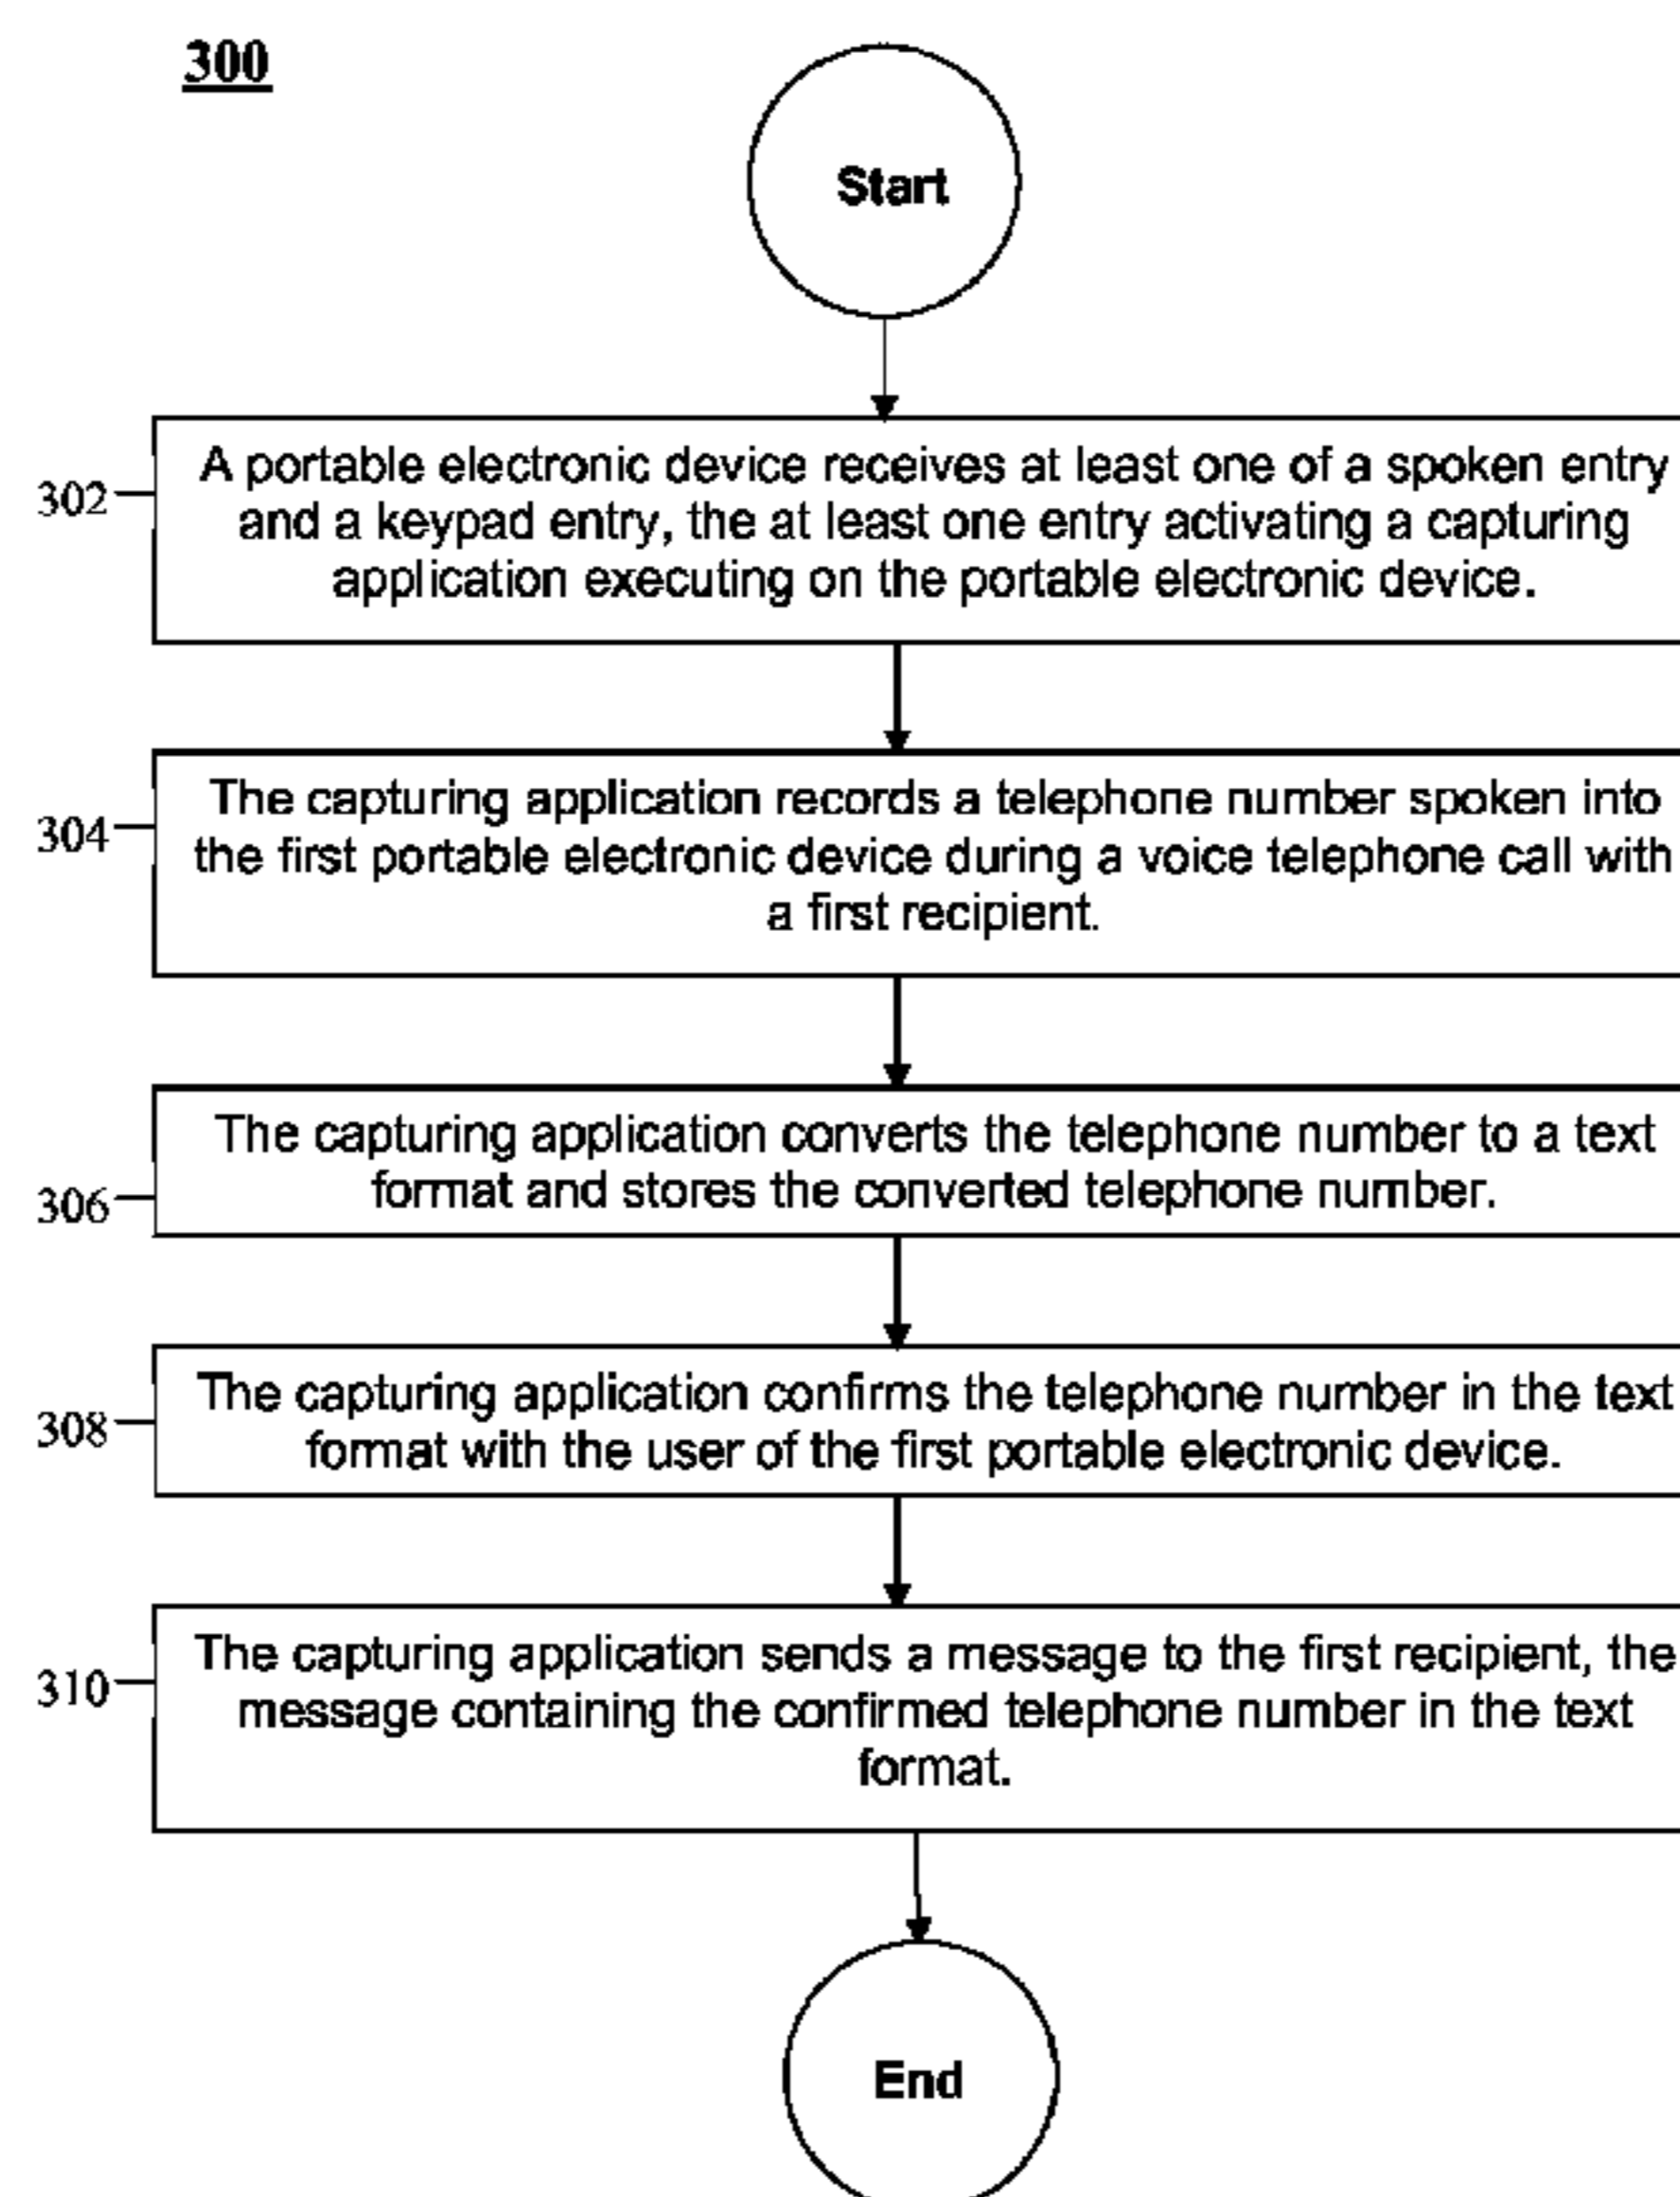 300
Start
302
A portable electronic device receives at least one of a spoken entry
and a keypad entry, the at least one entry activating a capturing
application executing on the portable electronic device.
304
The capturing application records a telephone number spoken into
the first portable electronic device during a voice telephone call with
a first recipient.
306
The capturing application converts the telephone number to a text
format and stores the converted telephone number.
308
The capturing application confirms the telephone number in the text
format with the user of the first portable electronic device.
310
The capturing application sends a message to the first recipient, the
message containing the confirmed telephone number in the text
format.
End